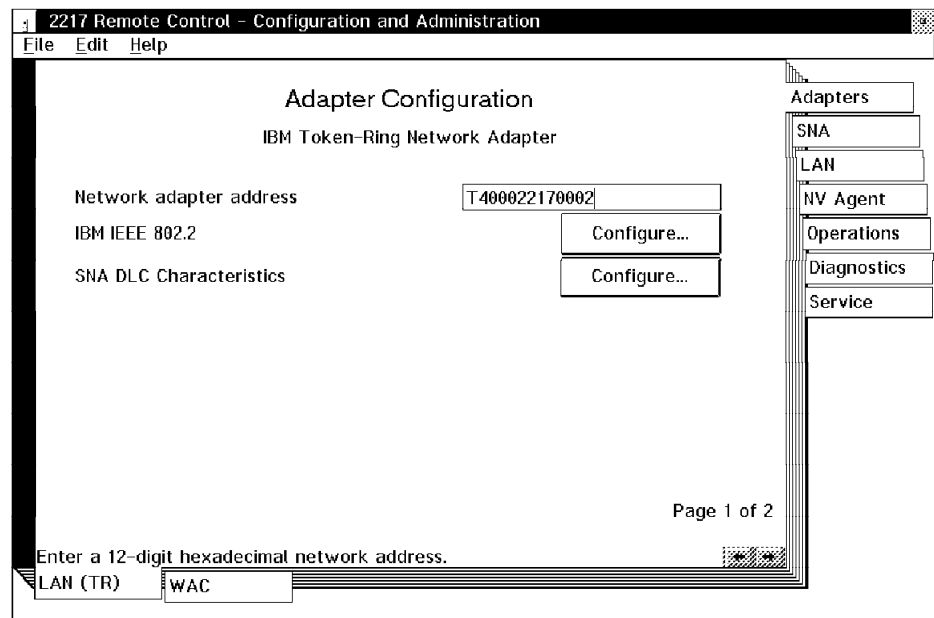 2217 Remote Control - Configuration and Administration
File Edit Help
Adapter Configuration
IBM Token-Ring Network Adapter
Network adapter address T400022170002
IBM IEEE 802.2 Configure...
SNA DLC Characteristics Configure...
Page 1 of 2
Enter a 12-digit hexadecimal network address.
LAN (TR) WAC
Adapters
SNA
LAN
NV Agent
Operations
Diagnostics
Service